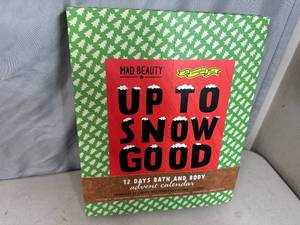 MAD BEAUTY
UP TO
SNOW
GOOD
12 DAYS BATH AND BODY
advent calendar